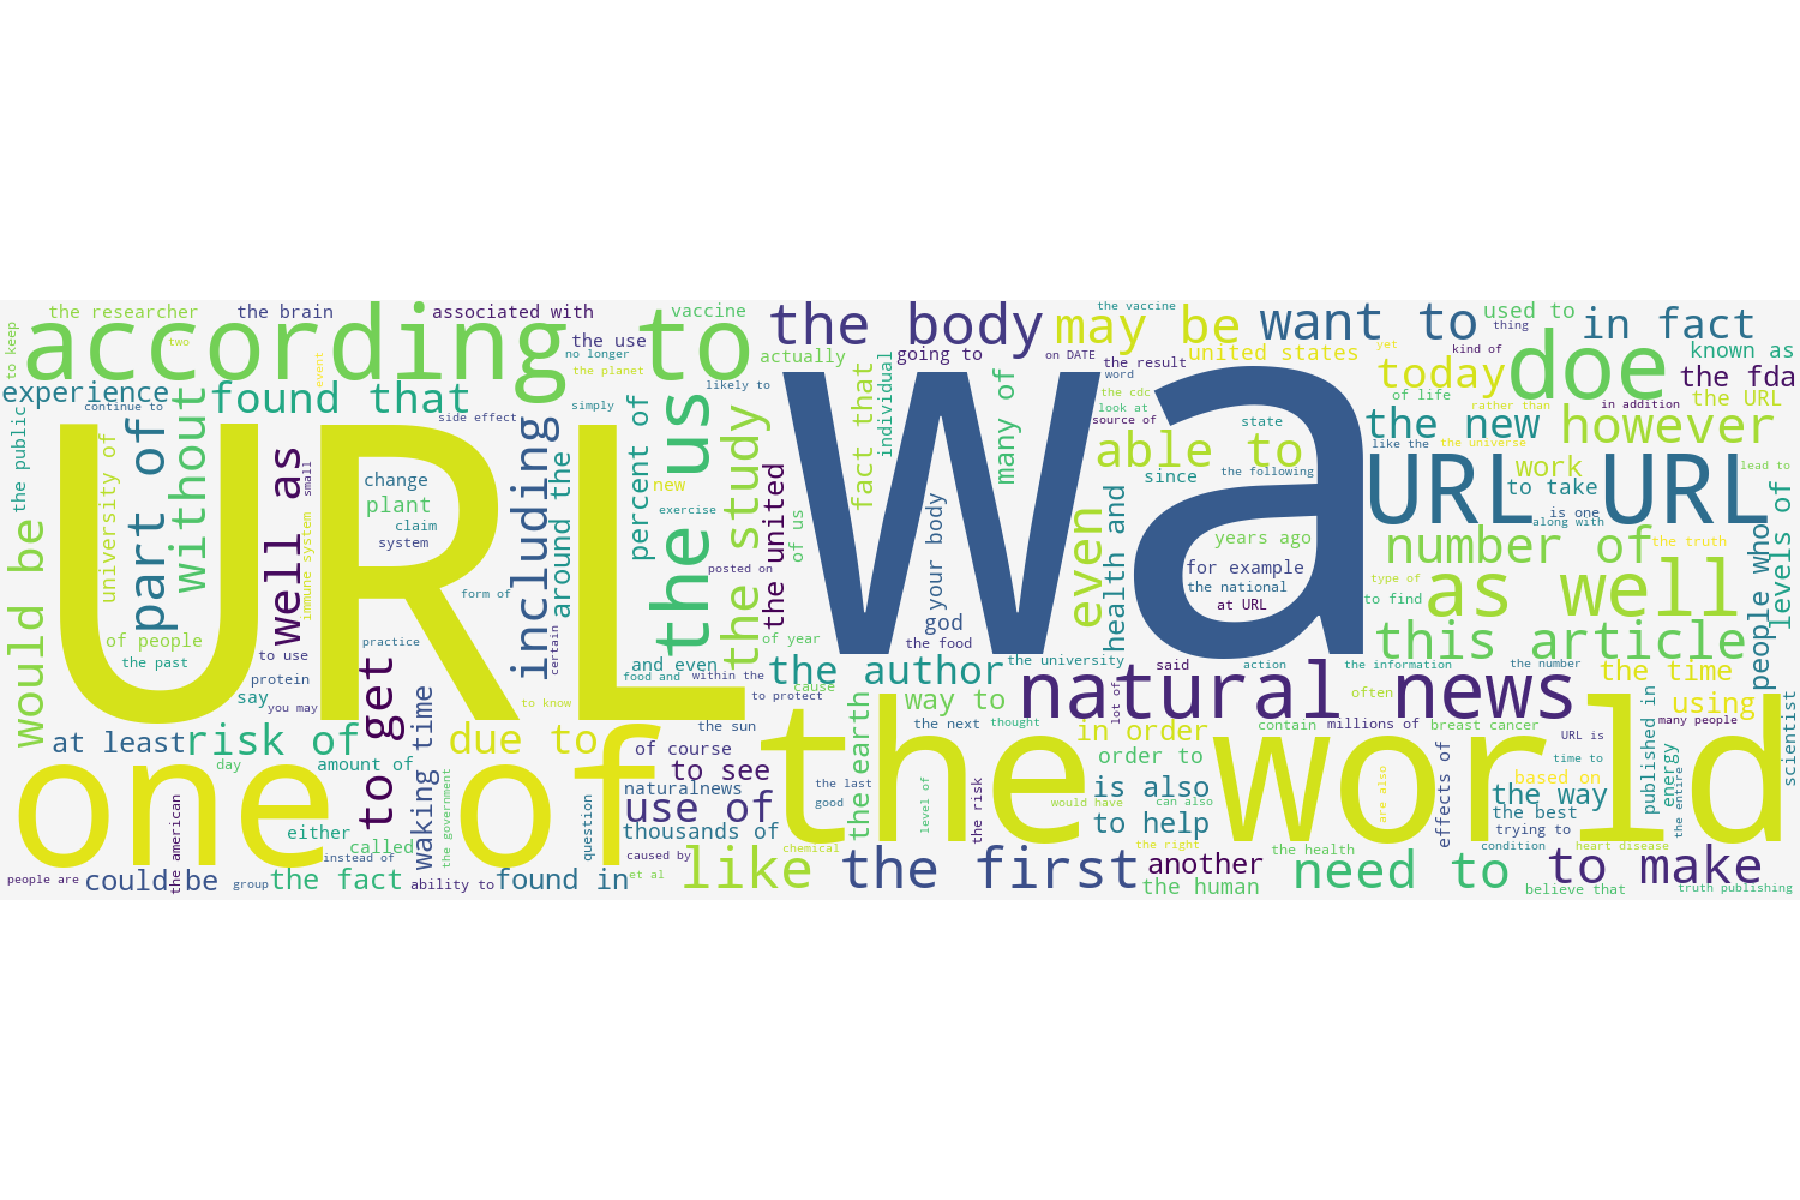 the researcher
the brain
associated with
vaccine
the body
the vaccine
may be
want to
used to
in fact
thing
to keep
according to
two
event
the use
no longer
the planet
actually
individual
going to
on DATE
the result
word
united states
yet
kind of
today
doe
known as
the fda
experience
continue to
without
found that
side effect
simply
percent of
likely to
the us
the study
fact that
many of
wa
the cdc
look at
source of
state
of life
rather than
in addition
the URL
the public
university of
part of
URL
well as
small
immune system
change
plant
claim
system
including
around the
new
exercise
posted on
the united
of us
your body
able to
since
the following
the new
like the
the universe
however
URL URL
work
to take
is one
along with
lead to
levels of
even
health and
years ago
for example
the national
at URL
number of
the truth
people who
type of
to find
as well
this article
would be
of people
the past
to use
practice
form of
certain
protein
say
you may
to get
waking time
to know
and even
food and
within the
to protect
of year
god
the food
the author
cause
the university
said
action
the information
the number
the time
at least
risk of
day
amount of
due to
the sun
of course
to see
the earth
way to
the next
thought
natural news
lot of
often
in order
order to
contain
millions of
breast cancer
published in
using
many people
scientist
URL is
time to
energy
the entire
one of
the world
the american
either
called
the government
instead of
question
naturalnews
use of
thousands of
caused by
the last
good
level of
the risk
is also
would have
can also
to help
are also
effects of
based on
the way
the best
trying to
condition
heart disease
people are
could be
group
the fact
ability to
found in
et al
like
chemical
the first
the right
another
the human
the health
need to
to make
believe that
truth publishing